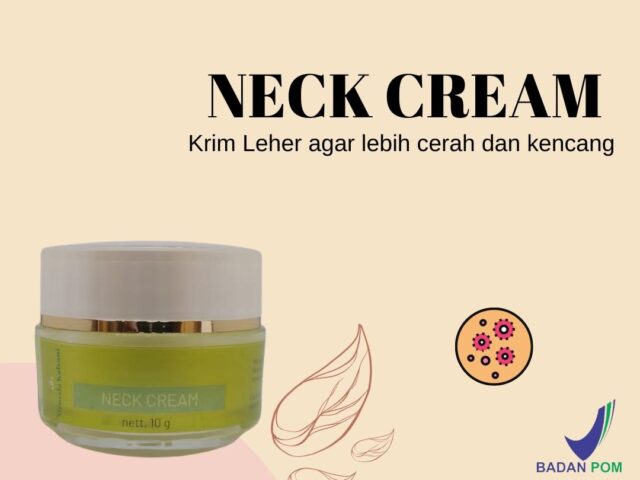 NECK CREAM
Krim Leher agar lebih cerah dan kencang
NECK CREAM
nett. 10 g
BADAN POM